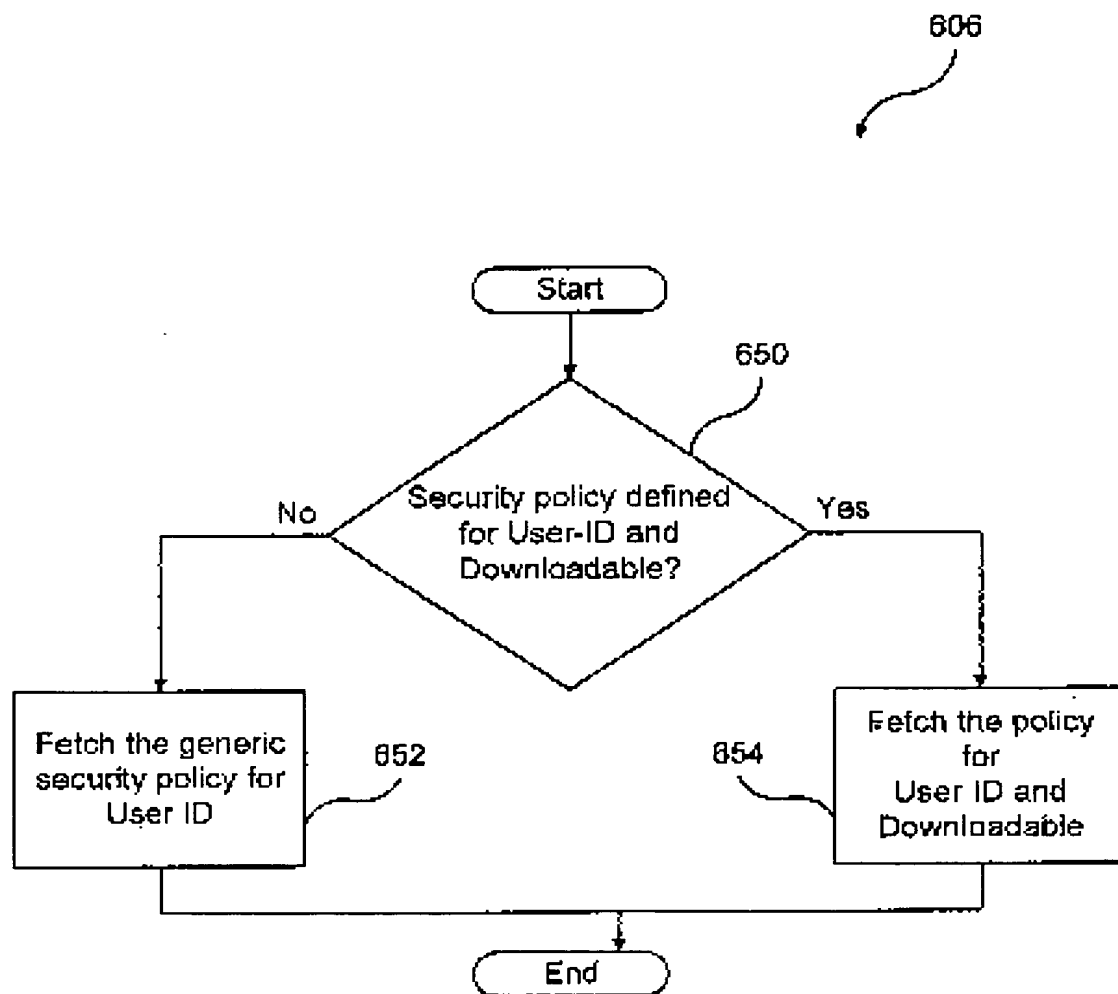 606
Start
650
Security policy defined
for User-ID and
Downloadable?
No
Yes
Fetch the generic
security policy for
User ID
652
654
Fetch the policy
for
User ID and
Downloadable
End